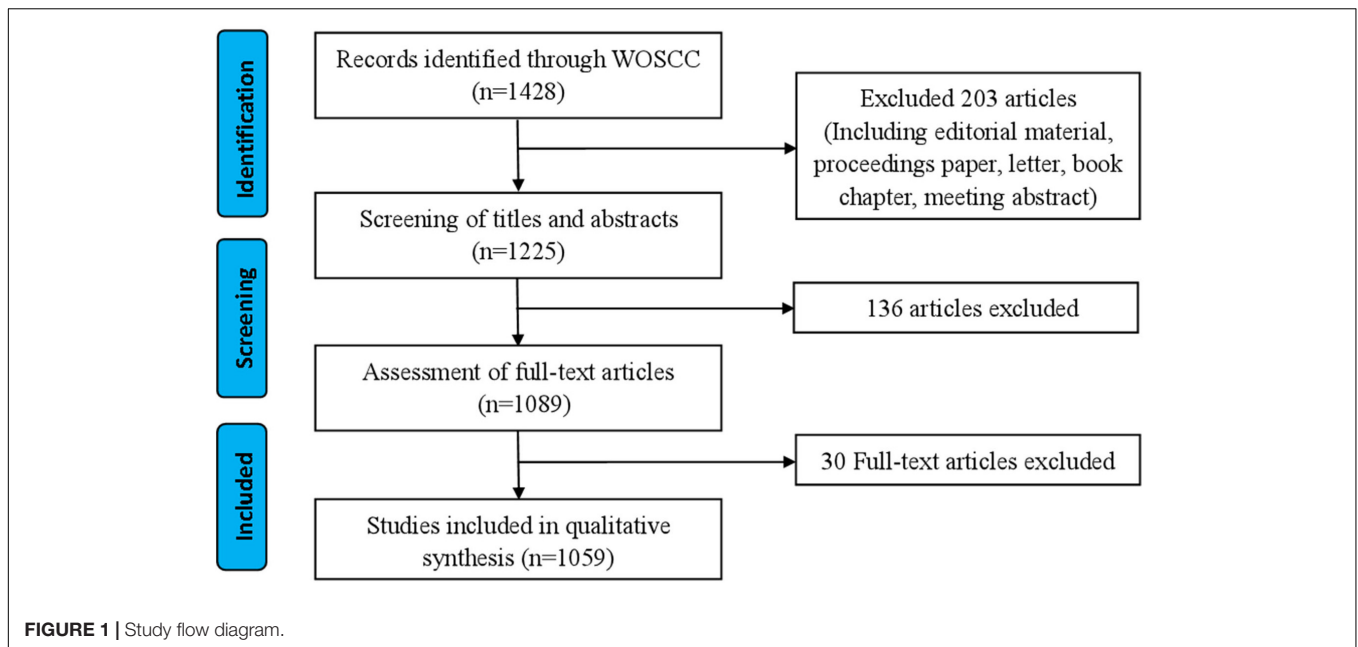 Identification
Records identified through WOSCC
(n=1428)
Excluded 203 articles
(Including editorial material,
proceedings paper, letter, book
chapter, meeting abstract)
Screening of titles and abstracts
(n=1225)
Screening
136 articles excluded
Assessment of full-text articles
(n=1089)
Included
30 Full-text articles excluded
Studies included in qualitative
synthesis (n=1059)
FIGURE 1 | Study flow diagram.